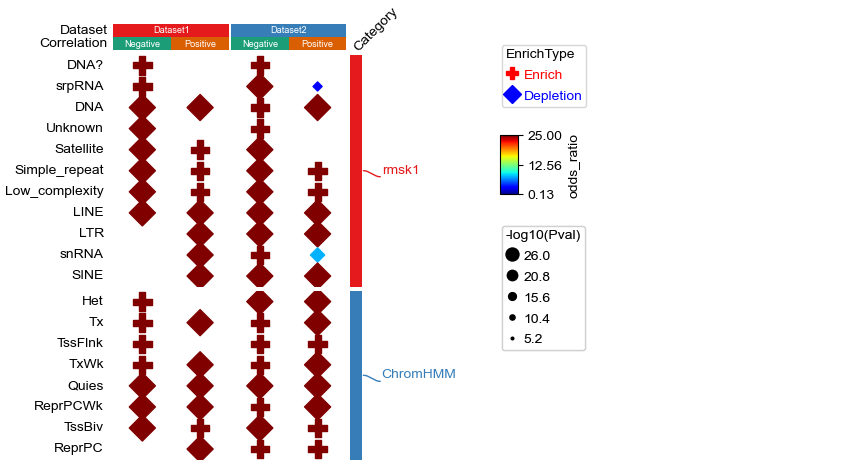 Dataset
Dataset1
Dataset2
Category
Correlation
Negative
Positive
Negative
Positive
DNA?
srpRNA
DNA
Unknown
Satellite
Simple_repeat
Low_complexity
LINE
LTR
snRNA
SINE
rmsk1
Het
Tx
TssFlnk
TxWk
Quies
ReprPCWk
TssBiv
ReprPC
ChromHMM
EnrichType
Enrich
Depletion
25.00
12.56
0.13
odds_ratio
-log10(Pval)
26.0
20.8
15.6
10.4
5.2